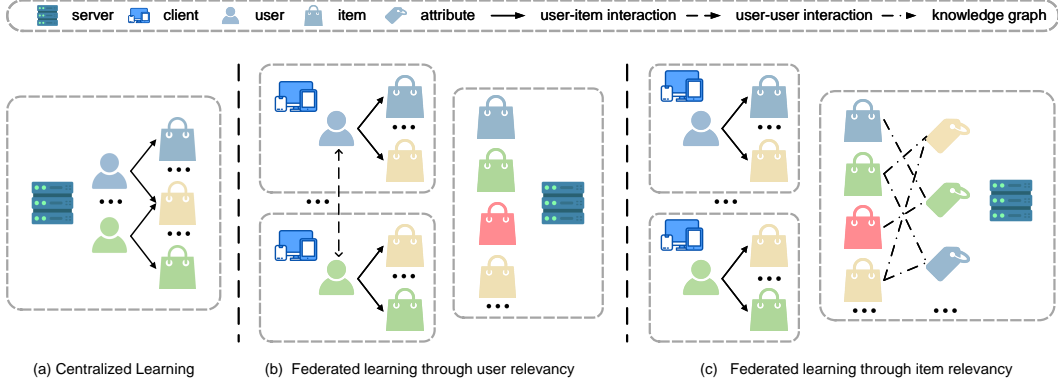 server client user item attribute user-item interaction user-user interaction knowledge graph
(a) Centralized Learning (b) Federated learning through user relevancy (c) Federated learning through item relevancy